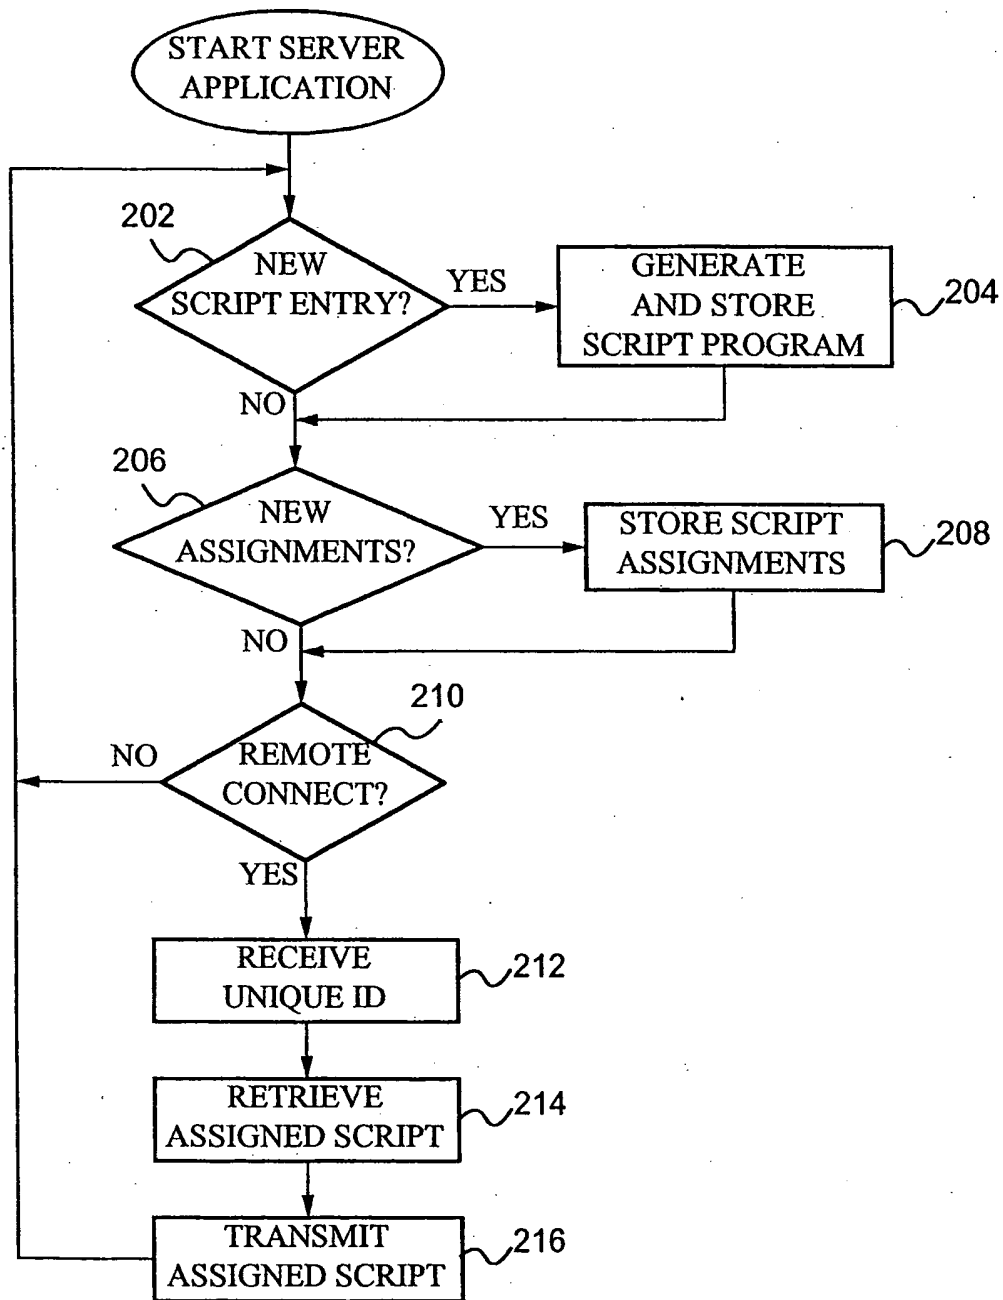 START SERVER
APPLICATION
202
NEW
SCRIPT ENTRY?
YES
GENERATE
AND STORE
SCRIPT PROGRAM
204
NO
206
NEW
ASSIGNMENTS?
YES
STORE SCRIPT
ASSIGNMENTS
208
NO
210
REMOTE
CONNECT?
NO
YES
RECEIVE
UNIQUE ID
212
RETRIEVE
ASSIGNED SCRIPT
214
TRANSMIT
ASSIGNED SCRIPT
216